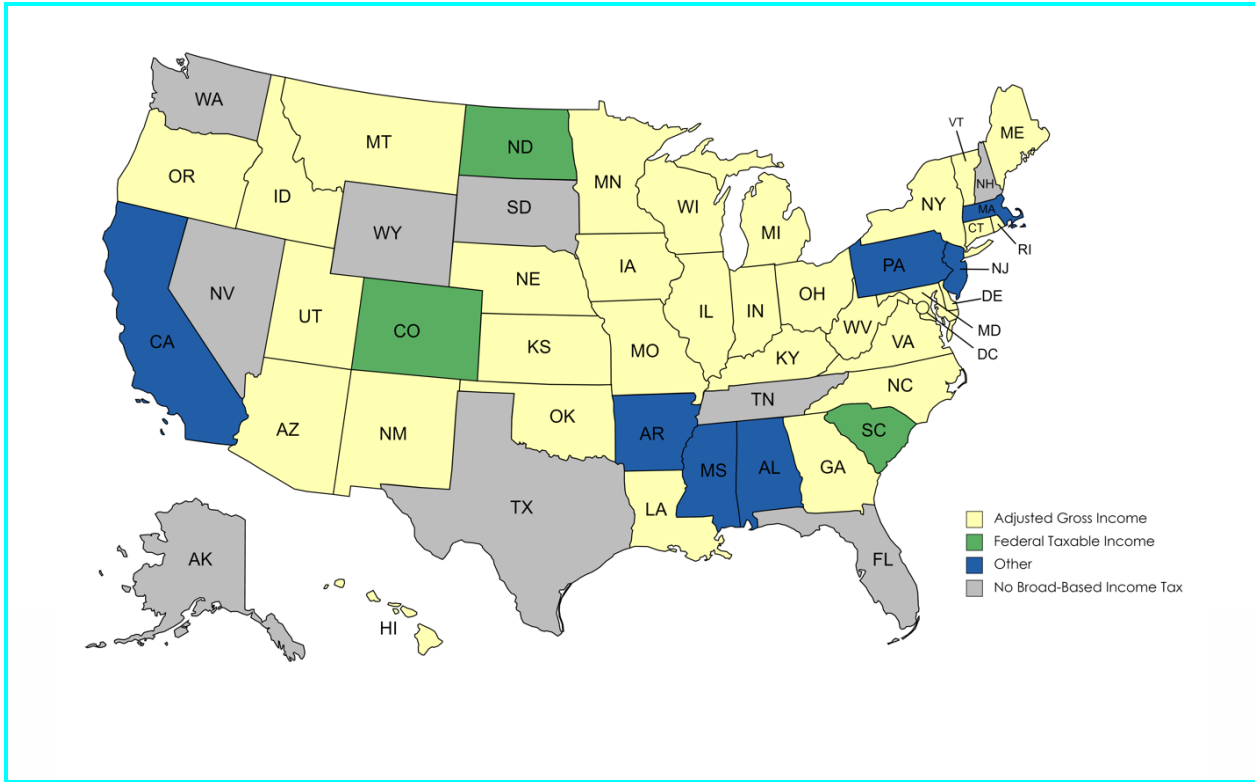 WA
MT
ND
VT
ME
OR
ID
MN
SD
WI
NY
NH
MA
WY
MI
CT
RI
NE
IA
PA
NJ
NV
UT
CO
IL
IN
OH
DE
MD
DC
CA
KS
MO
WV
VA
KY
NC
AZ
NM
OK
AR
TN
SC
MS
AL
GA
TX
LA
Adjusted Gross Income
Federal Taxable Income
Other
No Broad-Based Income Tax
FL
AK
HI